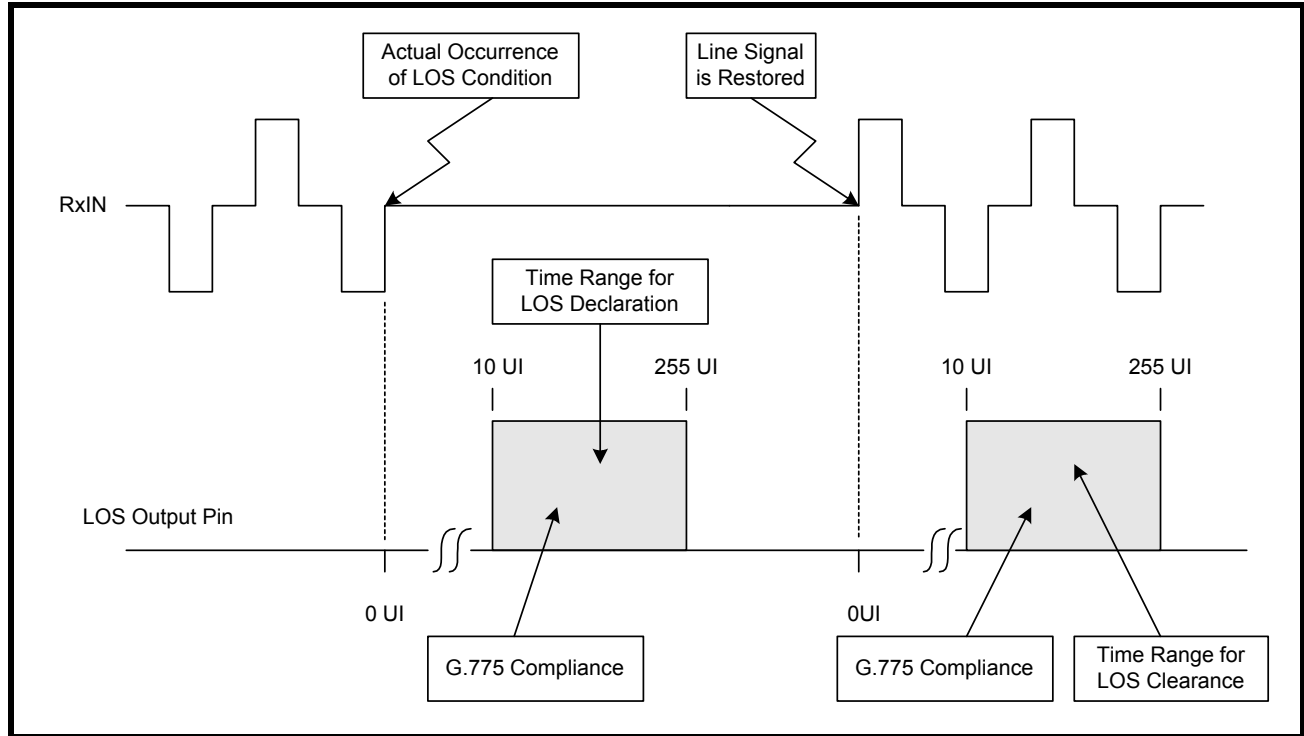 Actual Occurrence
of LOS Condition
Line Signal
is Restored
RxIN
Time Range for
LOS Declaration
10 UI
255 UI
10 UI
255 UI
LOS Output Pin
0 UI
0UI
G.775 Compliance
G.775 Compliance
Time Range for
LOS Clearance